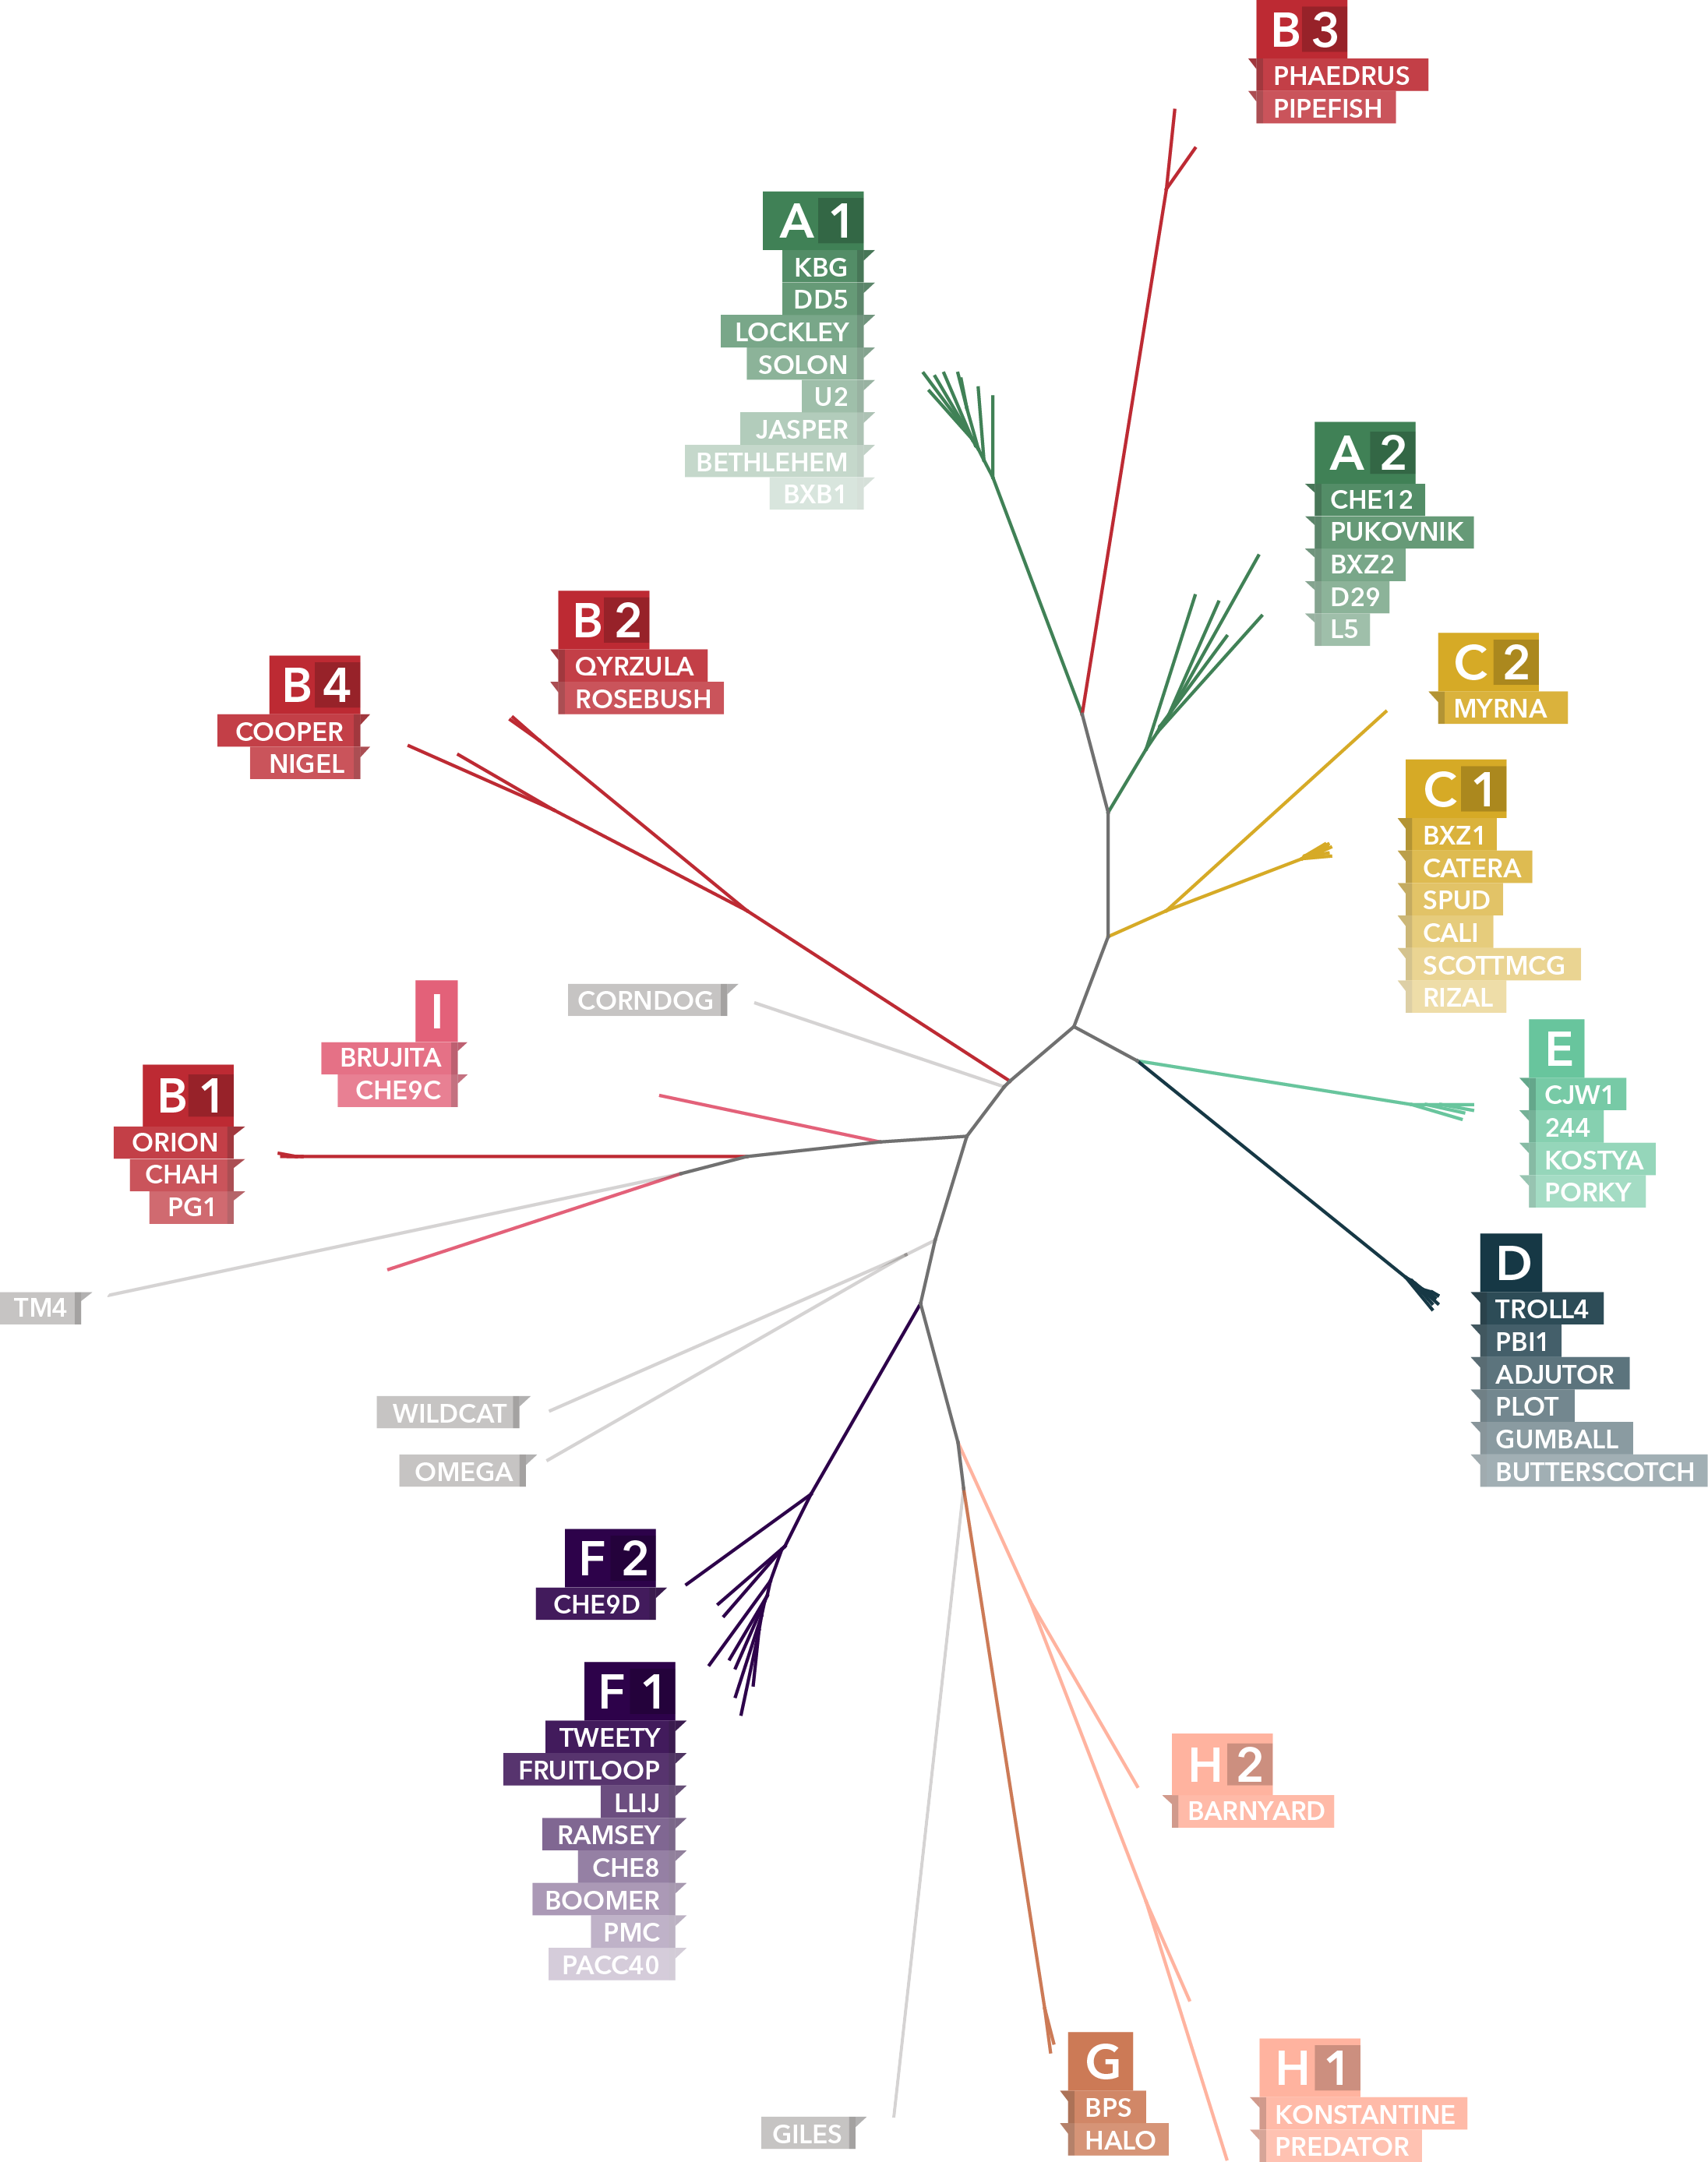 B 3
PHAEDRUS
PIPEFISH
A 1
KBG
DD5
LOCKLEY
SOLON
U2
JASPER
BETHLEHEM
BXB1
A 2
CHE12
PUKOVNIK
BXZ2
D29
L5
B 2
QYRZULA
ROSEBUSH
B 4
COOPER
NIGEL
C 2
MYRNA
C 1
BXZ1
CATERA
SPUD
CALI
SCOTTMCG
RIZAL
CORNDOG
I
BRUJITA
CHE9C
E
CJW1
244
KOSTYA
PORKY
B 1
ORION
CHAH
PG1
D
TROLL4
PBI1
ADJUTOR
PLOT
GUMBALL
BUTTERSCOTCH
TM4
WILDCAT
OMEGA
F 2
CHE9D
F 1
TWEETY
FRUITLOOP
LLIJ
RAMSEY
CHE8
BOOMER
PMC
PACC40
H 2
BARNYARD
G
BPS
HALO
H 1
KONSTANTINE
PREDATOR
GILES